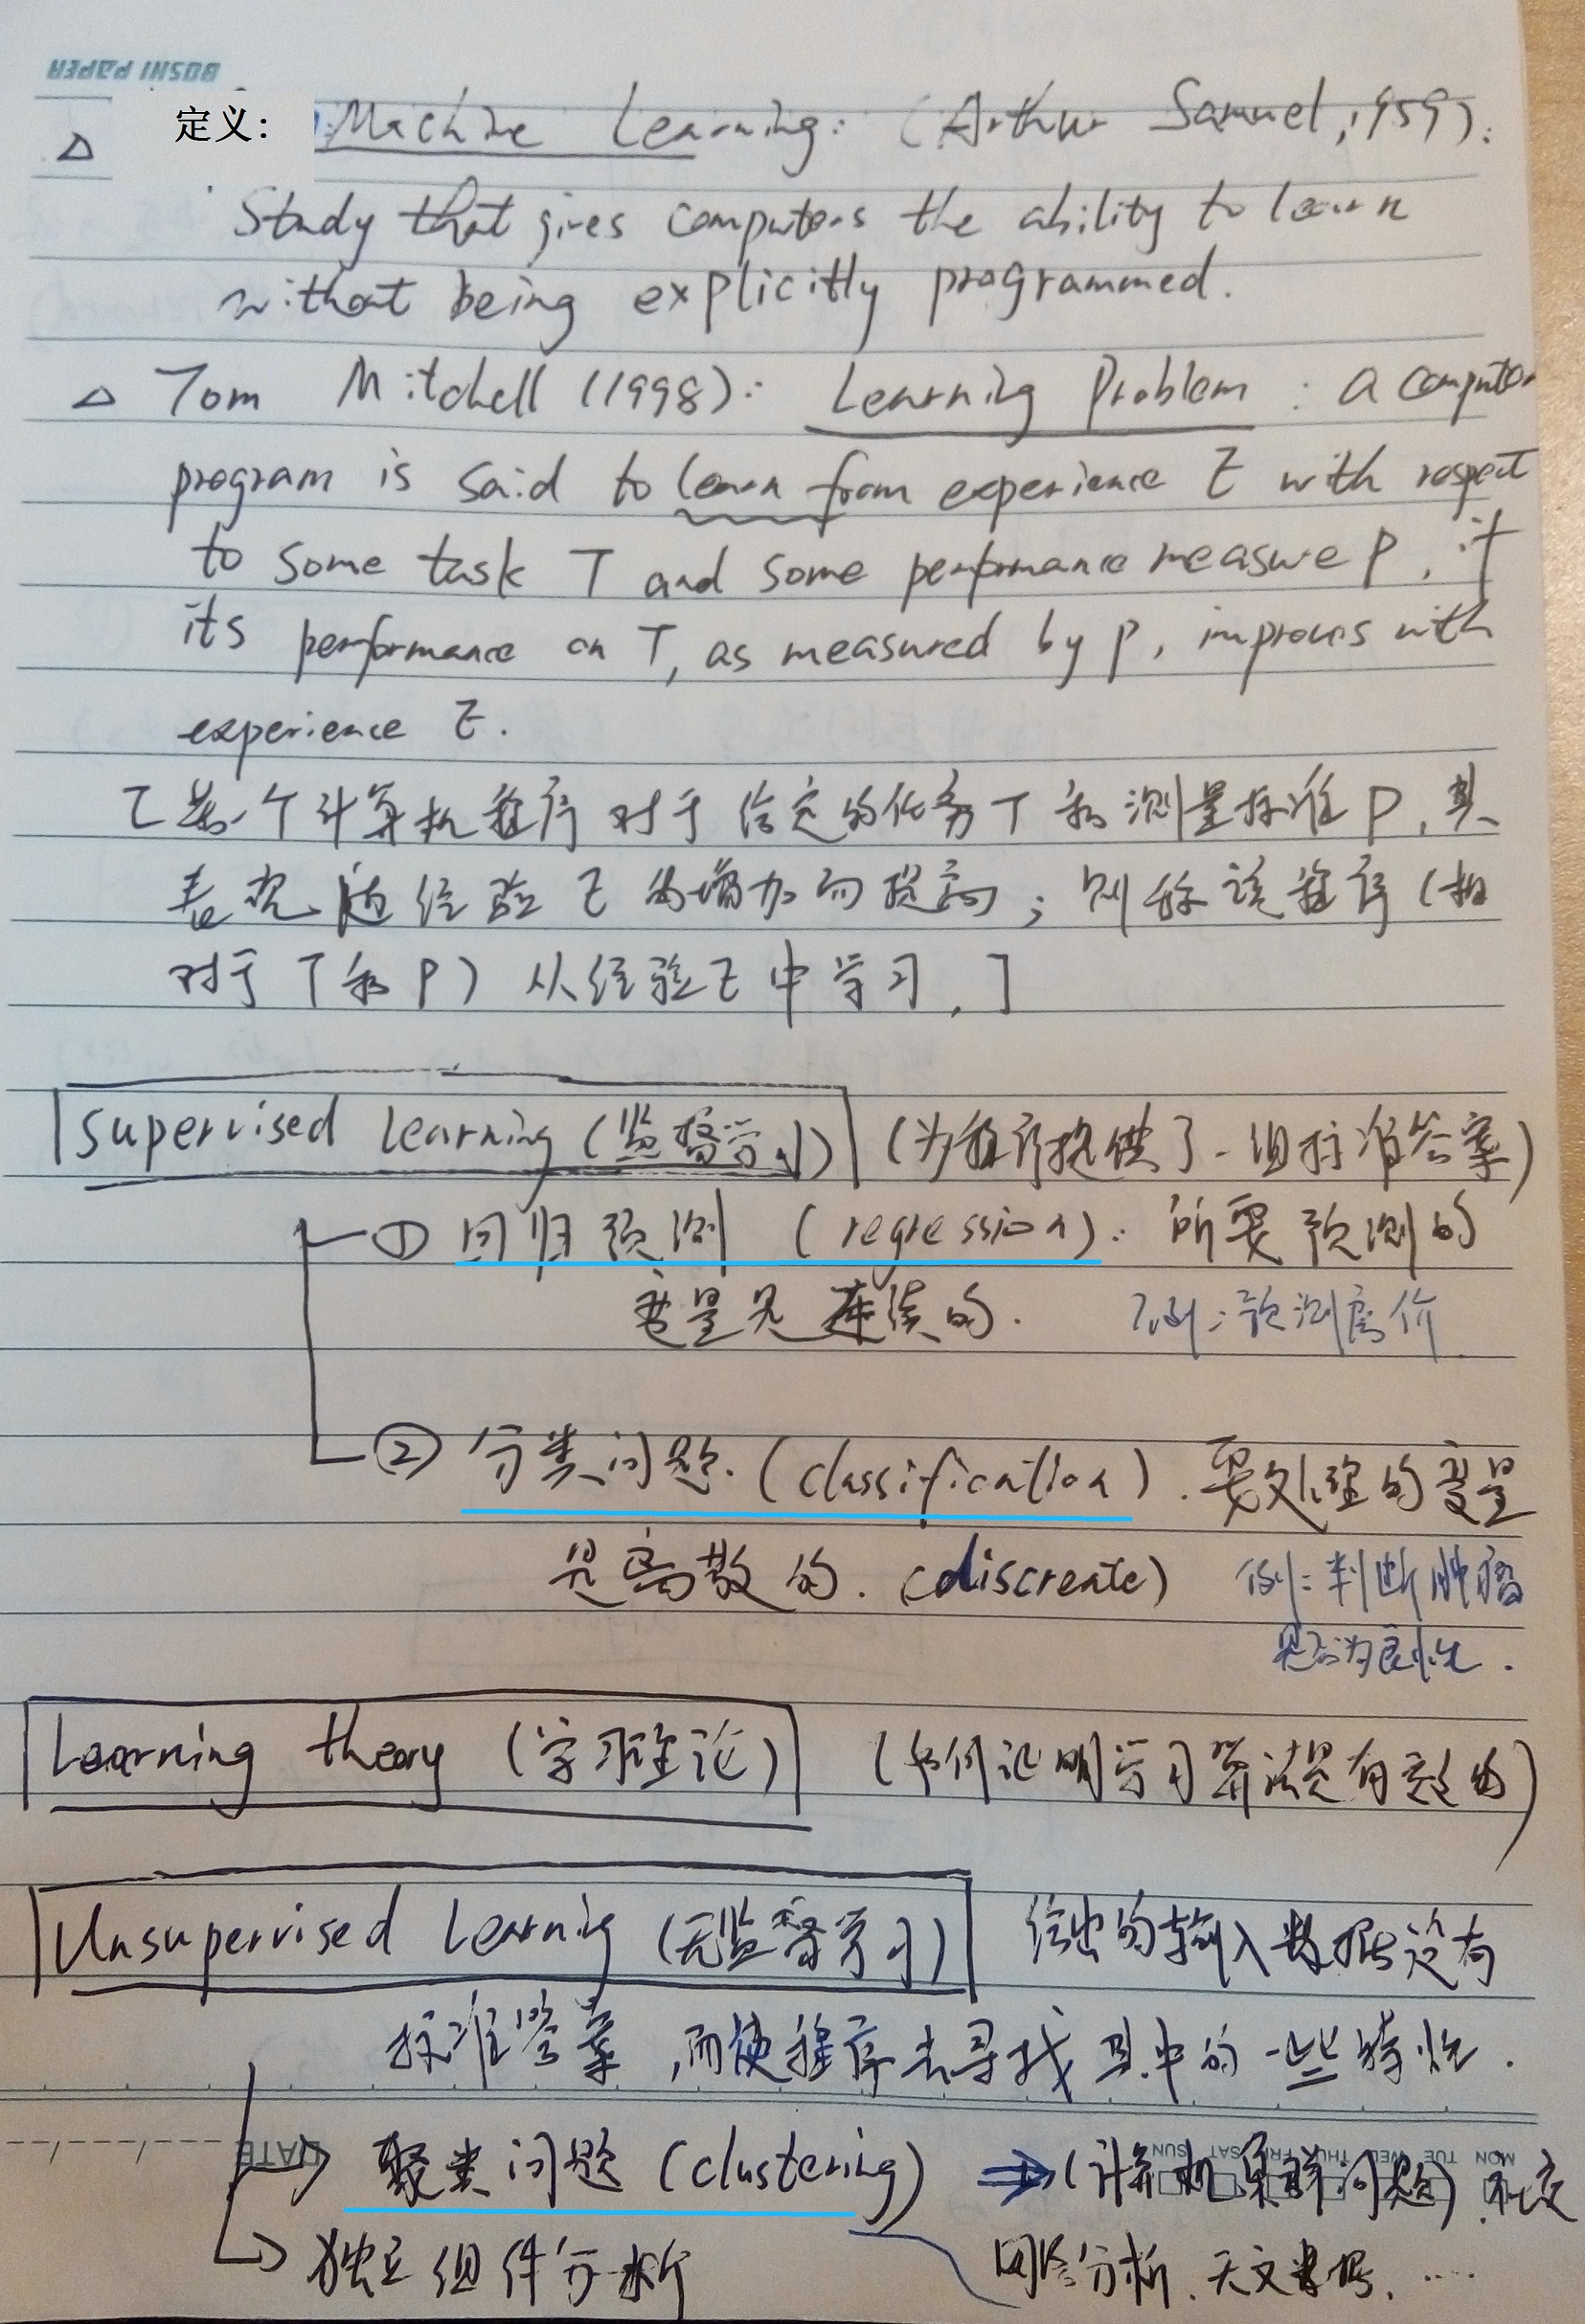 BOSHI PAPER
△ 定义: Machine Learning: (Arthur Samuel, 1959).
Study that gives computers the ability to learn
without being explicitly programmed.
△ Tom Mitchell (1998): Learning Problem : a computer
program is said to learn from experience E with respect
to some task T and some performance measure P, if
its performance on T, as measured by P, improves with
experience E.
[某一个计算机程序对于给定的任务T和测量标准P,其
表现随经验E的增加而提高;则称该程序(相
对于T和P)从经验E中学习.]
Supervised Learning (监督学习) (为程序提供了一组标准答案)
① 回归预测 (regression): 所要预测的
变量是连续的. 例:预测房价
② 分类问题. (classification). 要处理的变量
是离散的. (discreate) 例:判断肿瘤
是否为良性.
Learning theory (学习理论) (如何证明学习算法是有效的)
Unsupervised Learning (无监督学习) 给出的输入数据没有
标准答案,而使程序去寻找其中的一些特性.
DATE
MON TUE WED THU FRI SAT SUN
聚类问题 (clustering) ⇒ (计算机集群问题).社交
独立组件分析 网络分析.天文数据.····